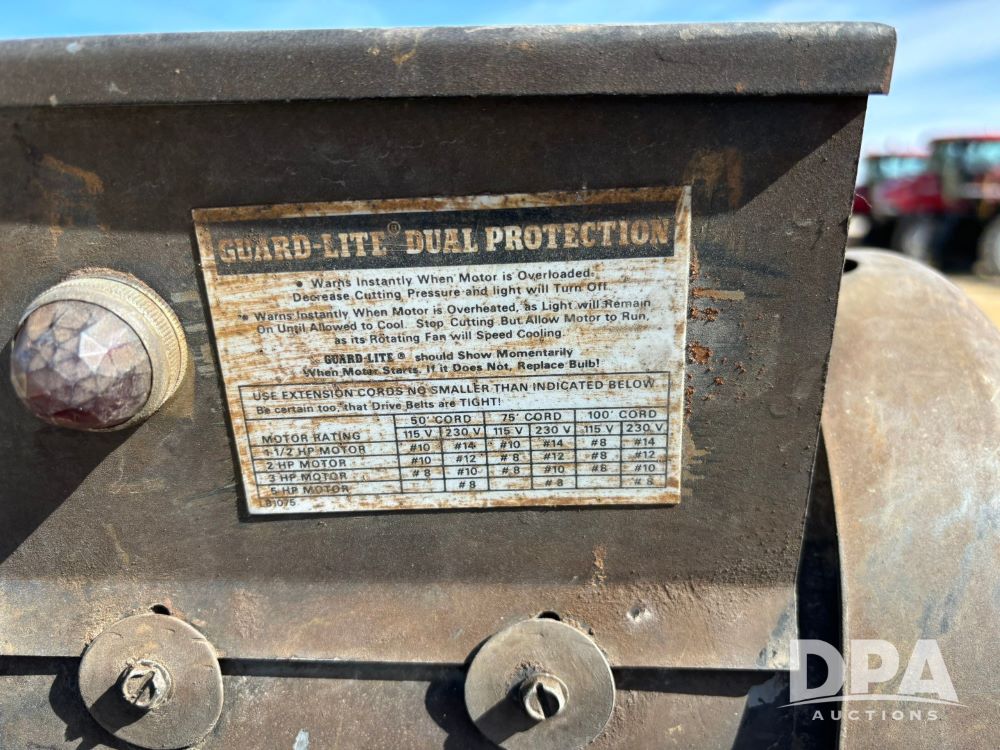 GUARD-LITE® DUAL PROTECTION
• Warns Instantly When Motor is Overloaded.
Decrease Cutting Pressure and light will Turn Off.
• Warns Instantly When Motor is Overheated, as Light will Remain
On Until Allowed to Cool. Stop Cutting But Allow Motor to Run,
as its Rotating Fan will Speed Cooling.
GUARD-LITE® should Show Momentarily
When Motor Starts. If it Does Not, Replace Bulb!
USE EXTENSION CORDS NO SMALLER THAN INDICATED BELOW
Be certain too, that Drive Belts are TIGHT!
50' CORD 75' CORD 100' CORD
MOTOR RATING 115 V 230 V 115 V 230 V 115 V 230 V
1-1/2 HP MOTOR #10 #14 #10 #14 #8 #14
2 HP MOTOR #10 #12 #8 #12 #8 #12
3 HP MOTOR #8 #10 #8 #10 #8 #10
5 HP MOTOR #8 #8 #8
B1075
DPA
AUCTIONS